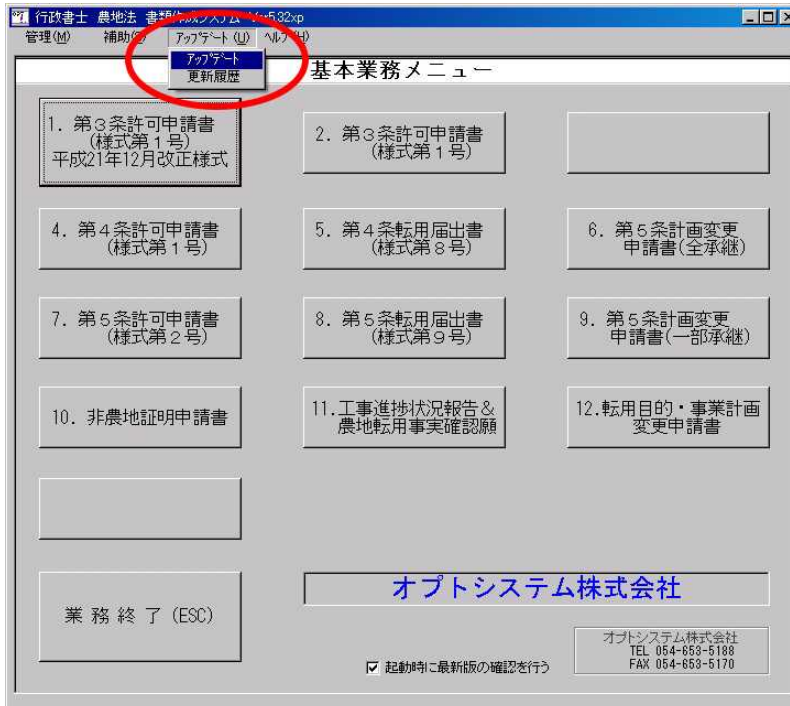 行政書士 農地法 書類作成システム Ver5.32xp
管理(M) 補助(S) アップデート(U) ヘルプ(H)
アップデート
更新履歴
基本業務メニュー
1. 第3条許可申請書
(様式第1号)
平成21年12月改正様式
2. 第3条許可申請書
(様式第1号)
4. 第4条許可申請書
(様式第1号)
5. 第4条転用届出書
(様式第8号)
6. 第5条計画変更
申請書(全承継)
7. 第5条許可申請書
(様式第2号)
8. 第5条転用届出書
(様式第9号)
9. 第5条計画変更
申請書(一部承継)
10. 非農地証明申請書
11.工事進捗状況報告&
農地転用事実確認願
12.転用目的・事業計画
変更申請書
オプトシステム株式会社
業 務 終 了 (ESC)
オプトシステム株式会社
TEL 054-653-5188
FAX 054-653-5170
起動時に最新版の確認を行う